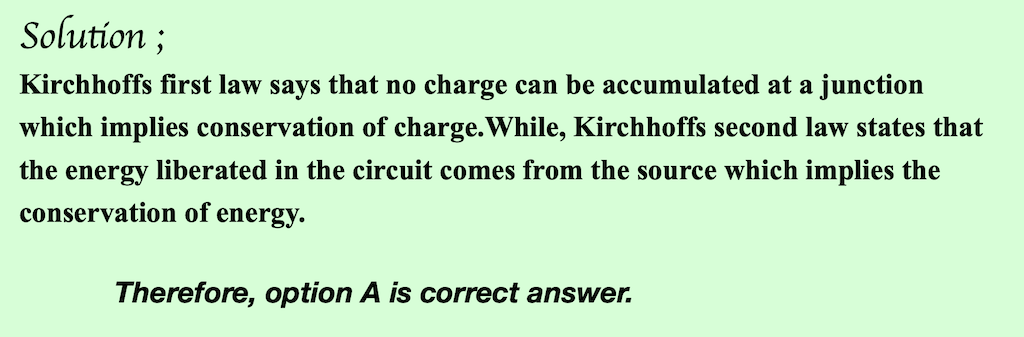 Solution ;
Kirchhoffs first law says that no charge can be accumulated at a junction
which implies conservation of charge.While, Kirchhoffs second law states that
the energy liberated in the circuit comes from the source which implies the
conservation of energy.
Therefore, option A is correct answer.